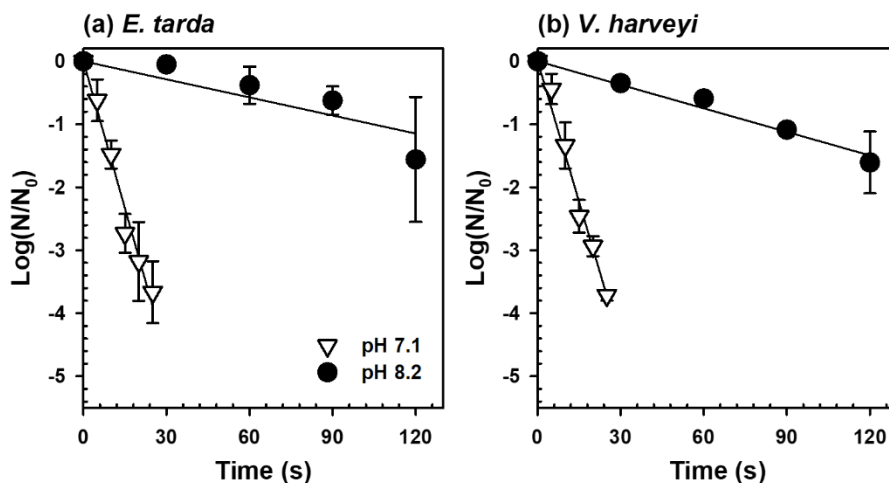 (a) E. tarda
(b) V. harveyi
Log(N/N0)
0
-1
-2
-3
-4
-5
pH 7.1
pH 8.2
0 30 60 90 120
Time (s)
Log(N/N0)
0
-1
-2
-3
-4
-5
0 30 60 90 120
Time (s)